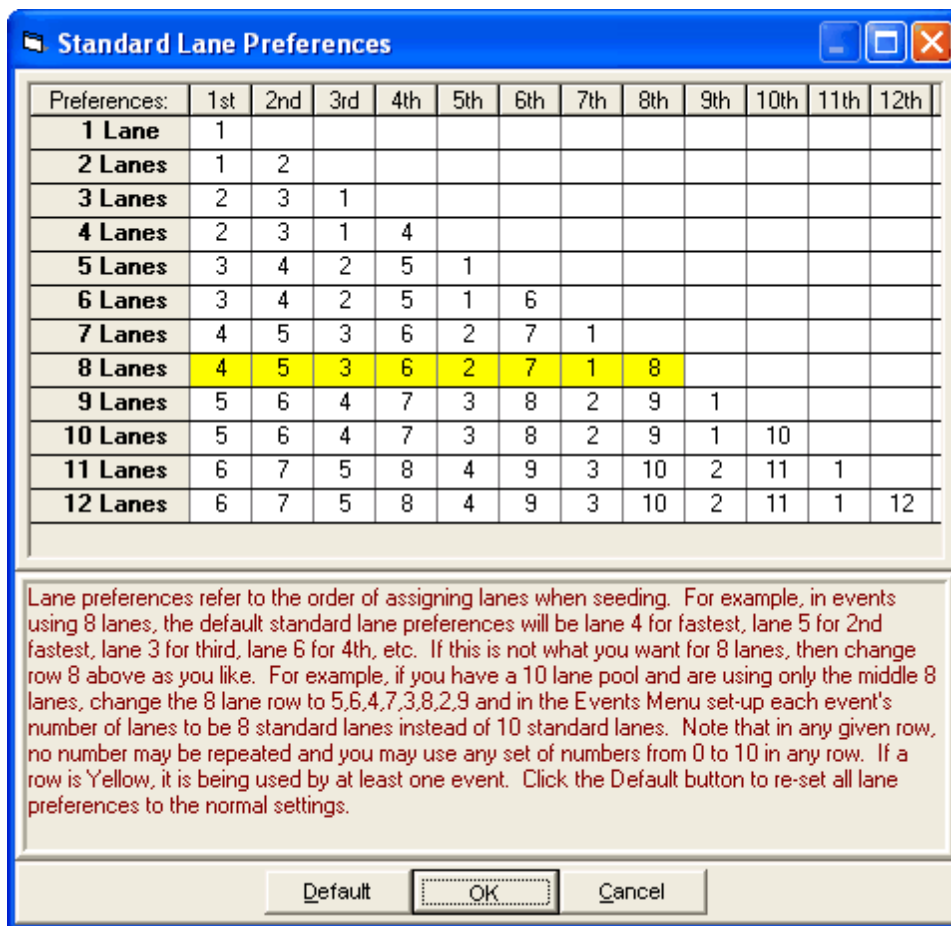 Standard Lane Preferences
Preferences: 1st 2nd 3rd 4th 5th 6th 7th 8th 9th 10th 11th 12th
1 Lane 1
2 Lanes 1 2
3 Lanes 2 3 1
4 Lanes 2 3 1 4
5 Lanes 3 4 2 5 1
6 Lanes 3 4 2 5 1 6
7 Lanes 4 5 3 6 2 7 1
8 Lanes 4 5 3 6 2 7 1 8
9 Lanes 5 6 4 7 3 8 2 9 1
10 Lanes 5 6 4 7 3 8 2 9 1 10
11 Lanes 6 7 5 8 4 9 3 10 2 11 1
12 Lanes 6 7 5 8 4 9 3 10 2 11 1 12
Lane preferences refer to the order of assigning lanes when seeding.  For example, in events
using 8 lanes, the default standard lane preferences will be lane 4 for fastest, lane 5 for 2nd
fastest, lane 3 for third, lane 6 for 4th, etc.  If this is not what you want for 8 lanes, then change
row 8 above as you like.  For example, if you have a 10 lane pool and are using only the middle 8
lanes, change the 8 lane row to 5,6,4,7,3,8,2,9 and in the Events Menu set-up each event's
number of lanes to be 8 standard lanes instead of 10 standard lanes.  Note that in any given row,
no number may be repeated and you may use any set of numbers from 0 to 10 in any row.  If a
row is Yellow, it is being used by at least one event.  Click the Default button to re-set all lane
preferences to the normal settings.
Default OK Cancel